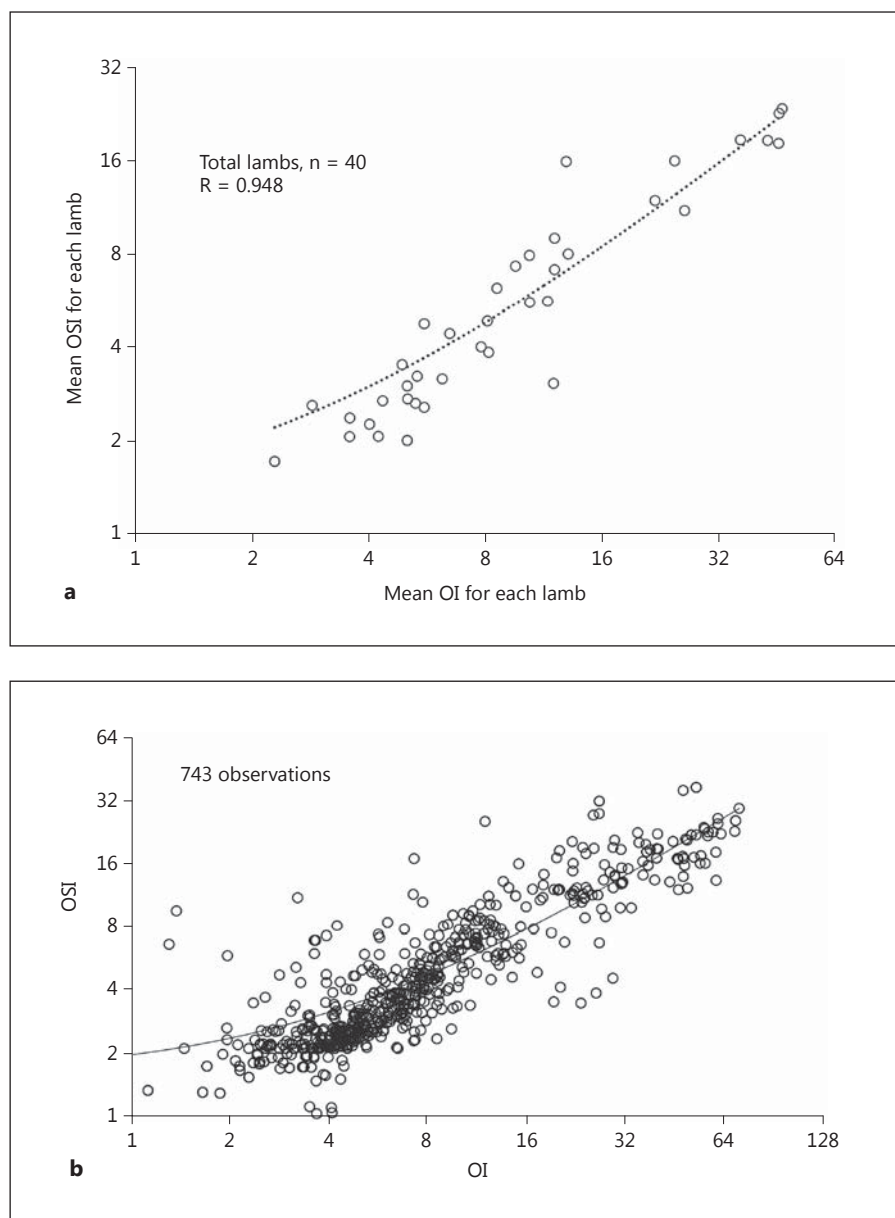 32
16
8
4
2
1
Mean OSI for each lamb
Total lambs, n = 40
R = 0.948
1 2 4 8 16 32 64
Mean OI for each lamb
a
64
32
16
8
4
2
1
OSI
743 observations
1 2 4 8 16 32 64 128
OI
b